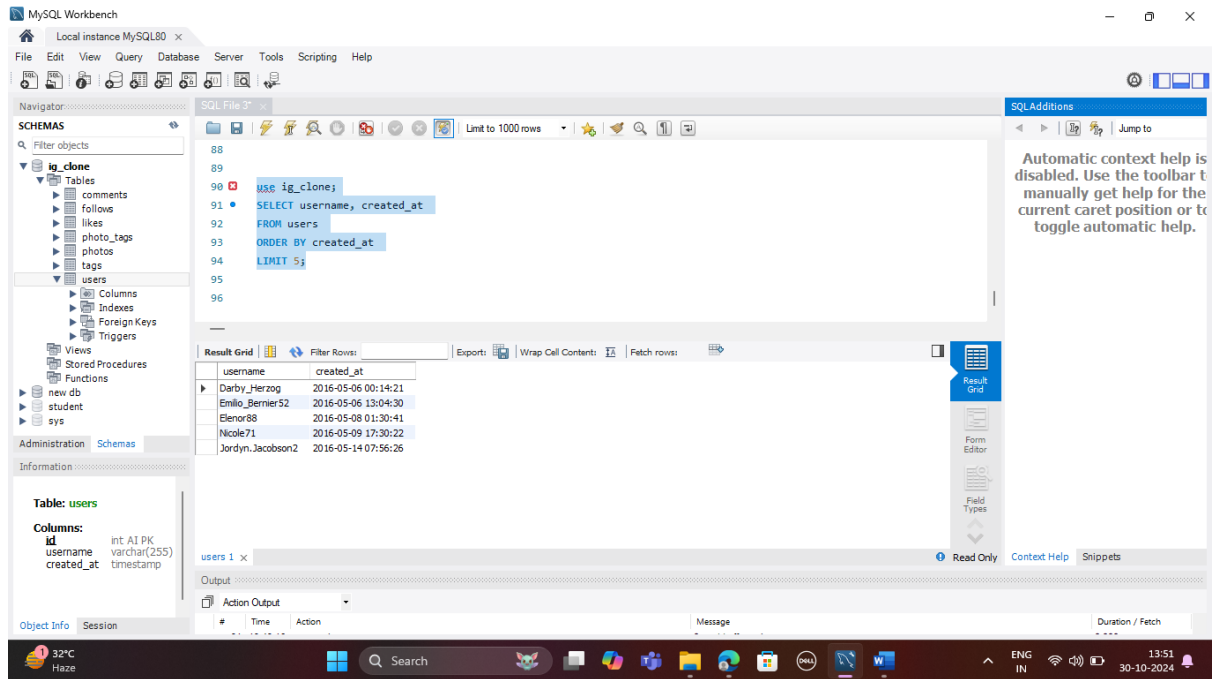 MySQL Workbench
Local instance MySQL80
File Edit View Query Database Server Tools Scripting Help
Navigator
SCHEMAS
Filter objects
ig_clone
Tables
comments
follows
likes
photo_tags
photos
tags
users
Columns
Indexes
Foreign Keys
Triggers
Views
Stored Procedures
Functions
new db
student
sys
Administration Schemas
Information
Table: users
Columns:
id int AI PK
username varchar(255)
created_at timestamp
Object Info Session
SQL File 3*
Limit to 1000 rows
88
89
90 use ig_clone;
91 SELECT username, created_at
92 FROM users
93 ORDER BY created_at
94 LIMIT 5;
95
96
Result Grid Filter Rows: Export: Wrap Cell Content: Fetch rows:
username created_at
Darby_Herzog 2016-05-06 00:14:21
Emilio_Bernier52 2016-05-06 13:04:30
Elenor88 2016-05-08 01:30:41
Nicole71 2016-05-09 17:30:22
Jordyn.Jacobson2 2016-05-14 07:56:26
Result
Grid
Form
Editor
Field
Types
users 1
Read Only
Output
Action Output
# Time Action Message Duration / Fetch
SQLAdditions
Jump to
Automatic context help is
disabled. Use the toolbar t
manually get help for the
current caret position or to
toggle automatic help.
Context Help Snippets
1
32°C
Haze
Search
DELL
ENG
IN
13:51
30-10-2024